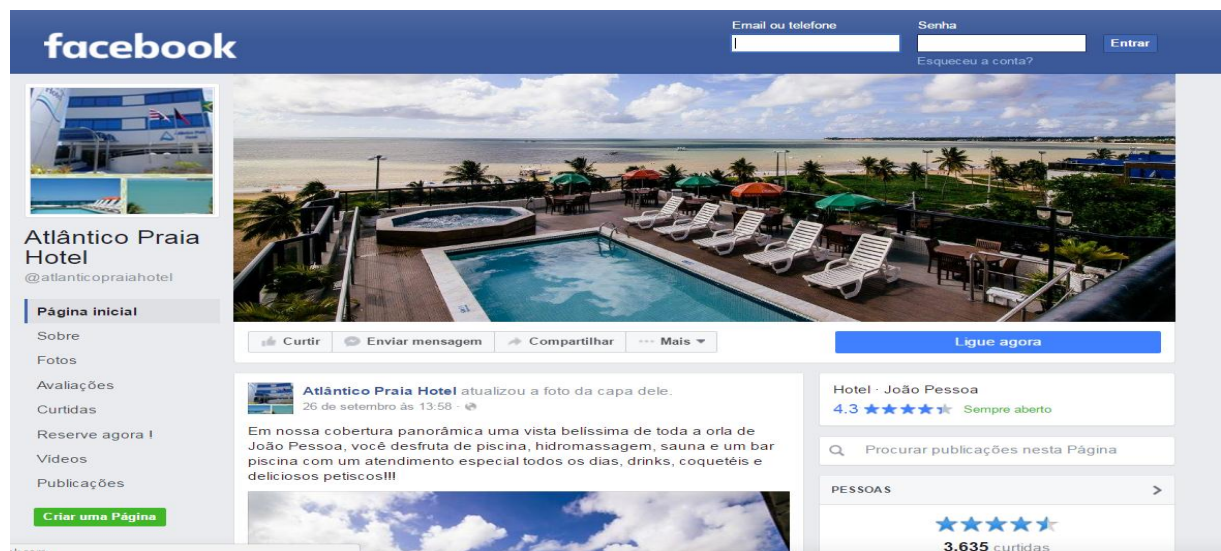 facebook
Email ou telefone
Senha
Entrar
Esqueceu a conta?
Atlântico Praia
Hotel
@atlanticopraiahotel
Página inicial
Sobre
Fotos
Avaliações
Curtidas
Reserve agora !
Vídeos
Publicações
Criar uma Página
Curtir
Enviar mensagem
Compartilhar
Mais
Ligue agora
Atlântico Praia Hotel atualizou a foto da capa dele.
26 de setembro às 13:58 ·
Em nossa cobertura panorâmica uma vista belíssima de toda a orla de
João Pessoa, você desfruta de piscina, hidromassagem, sauna e um bar
piscina com um atendimento especial todos os dias, drinks, coquetéis e
deliciosos petiscos!!!
Hotel · João Pessoa
4.3 Sempre aberto
Procurar publicações nesta Página
PESSOAS
3.635 curtidas